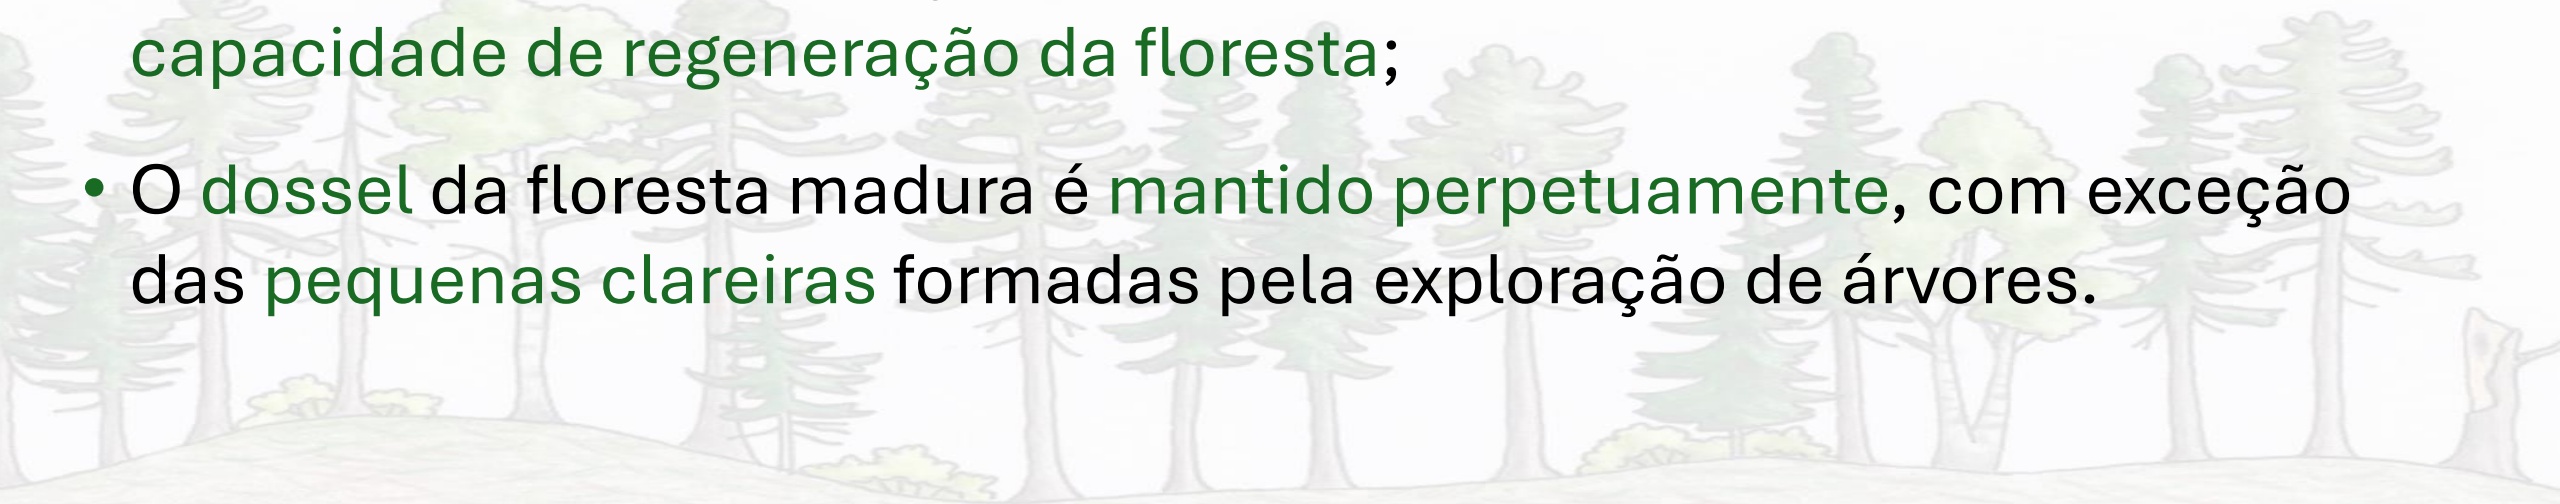 capacidade de regeneração da floresta;
• O dossel da floresta madura é mantido perpetuamente, com exceção
das pequenas clareiras formadas pela exploração de árvores.